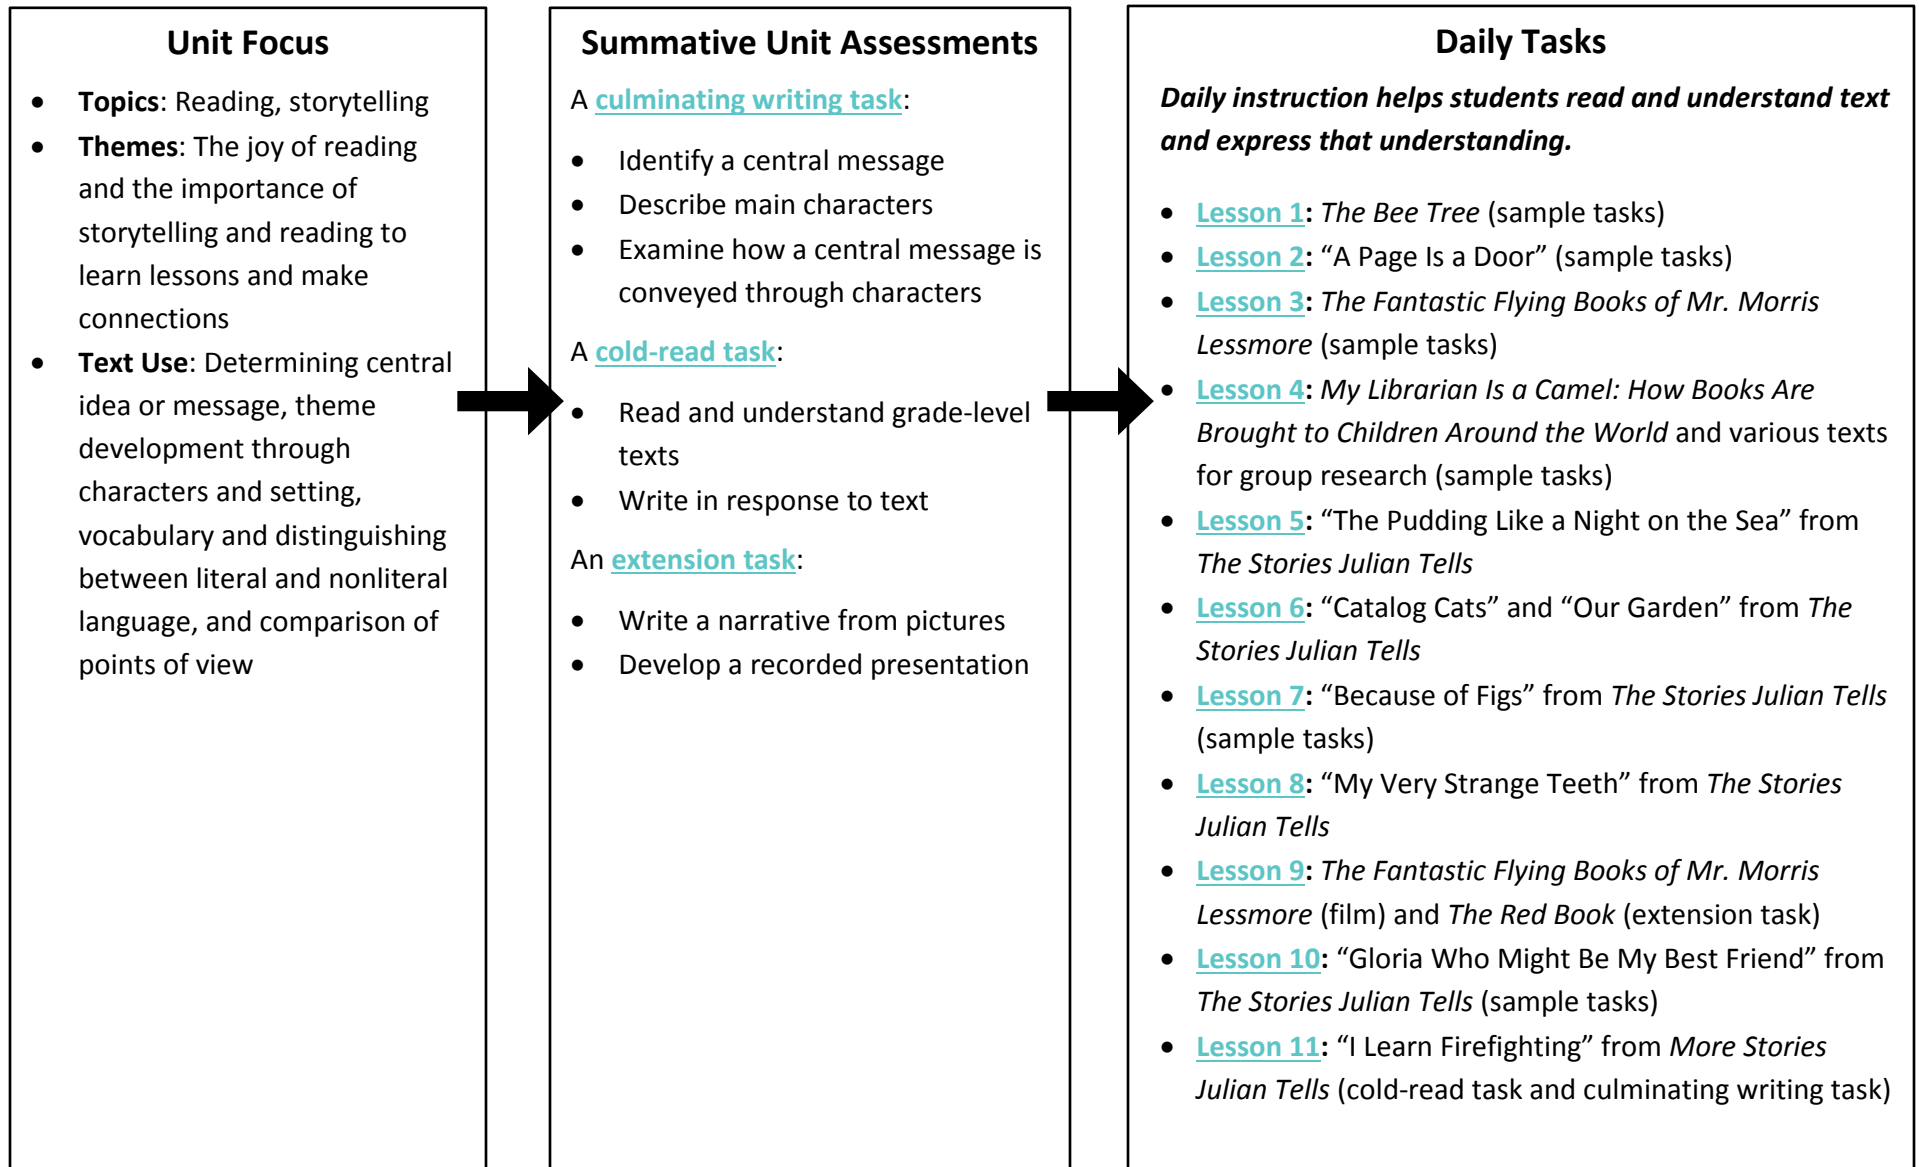 Unit Focus
• Topics: Reading, storytelling
• Themes: The joy of reading
and the importance of
storytelling and reading to
learn lessons and make
connections
• Text Use: Determining central
idea or message, theme
development through
characters and setting,
vocabulary and distinguishing
between literal and nonliteral
language, and comparison of
points of view
Summative Unit Assessments
A culminating writing task:
• Identify a central message
• Describe main characters
• Examine how a central message is
conveyed through characters
A cold-read task:
• Read and understand grade-level
texts
• Write in response to text
An extension task:
• Write a narrative from pictures
• Develop a recorded presentation
Daily Tasks
Daily instruction helps students read and understand text
and express that understanding.
• Lesson 1: The Bee Tree (sample tasks)
• Lesson 2: “A Page Is a Door” (sample tasks)
• Lesson 3: The Fantastic Flying Books of Mr. Morris
Lessmore (sample tasks)
• Lesson 4: My Librarian Is a Camel: How Books Are
Brought to Children Around the World and various texts
for group research (sample tasks)
• Lesson 5: “The Pudding Like a Night on the Sea” from
The Stories Julian Tells
• Lesson 6: “Catalog Cats” and “Our Garden” from The
Stories Julian Tells
• Lesson 7: “Because of Figs” from The Stories Julian Tells
(sample tasks)
• Lesson 8: “My Very Strange Teeth” from The Stories
Julian Tells
• Lesson 9: The Fantastic Flying Books of Mr. Morris
Lessmore (film) and The Red Book (extension task)
• Lesson 10: “Gloria Who Might Be My Best Friend” from
The Stories Julian Tells (sample tasks)
• Lesson 11: “I Learn Firefighting” from More Stories
Julian Tells (cold-read task and culminating writing task)